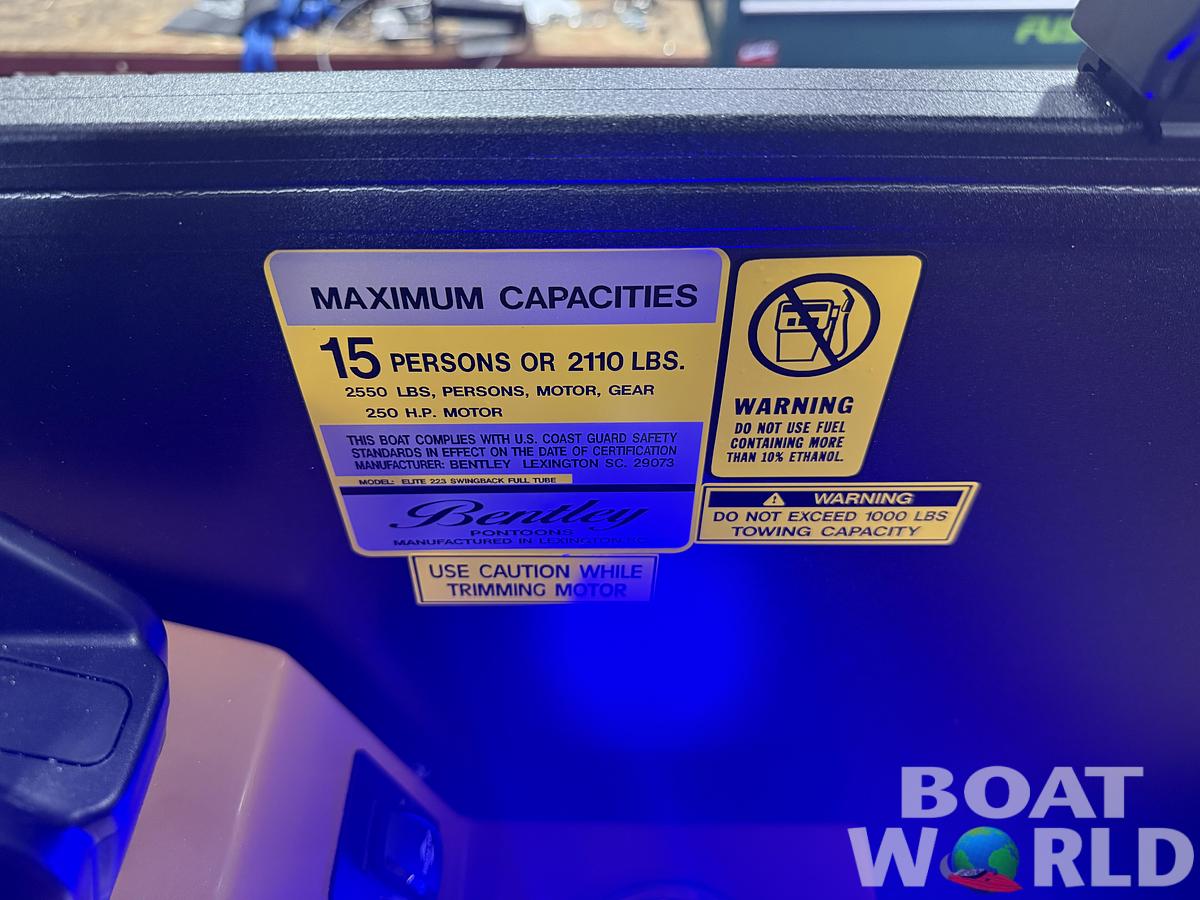 MAXIMUM CAPACITIES
15 PERSONS OR 2110 LBS.
2550 LBS, PERSONS, MOTOR, GEAR
250 H.P. MOTOR
THIS BOAT COMPLIES WITH U.S. COAST GUARD SAFETY
STANDARDS IN EFFECT ON THE DATE OF CERTIFICATION
MANUFACTURER: BENTLEY LEXINGTON SC. 29073
MODEL: ELITE 223 SWINGBACK FULL TUBE
Bentley
PONTOONS
MANUFACTURED IN LEXINGTON, SC
USE CAUTION WHILE
TRIMMING MOTOR
WARNING
DO NOT USE FUEL
CONTAINING MORE
THAN 10% ETHANOL.
WARNING
DO NOT EXCEED 1000 LBS
TOWING CAPACITY
BOAT
WORLD